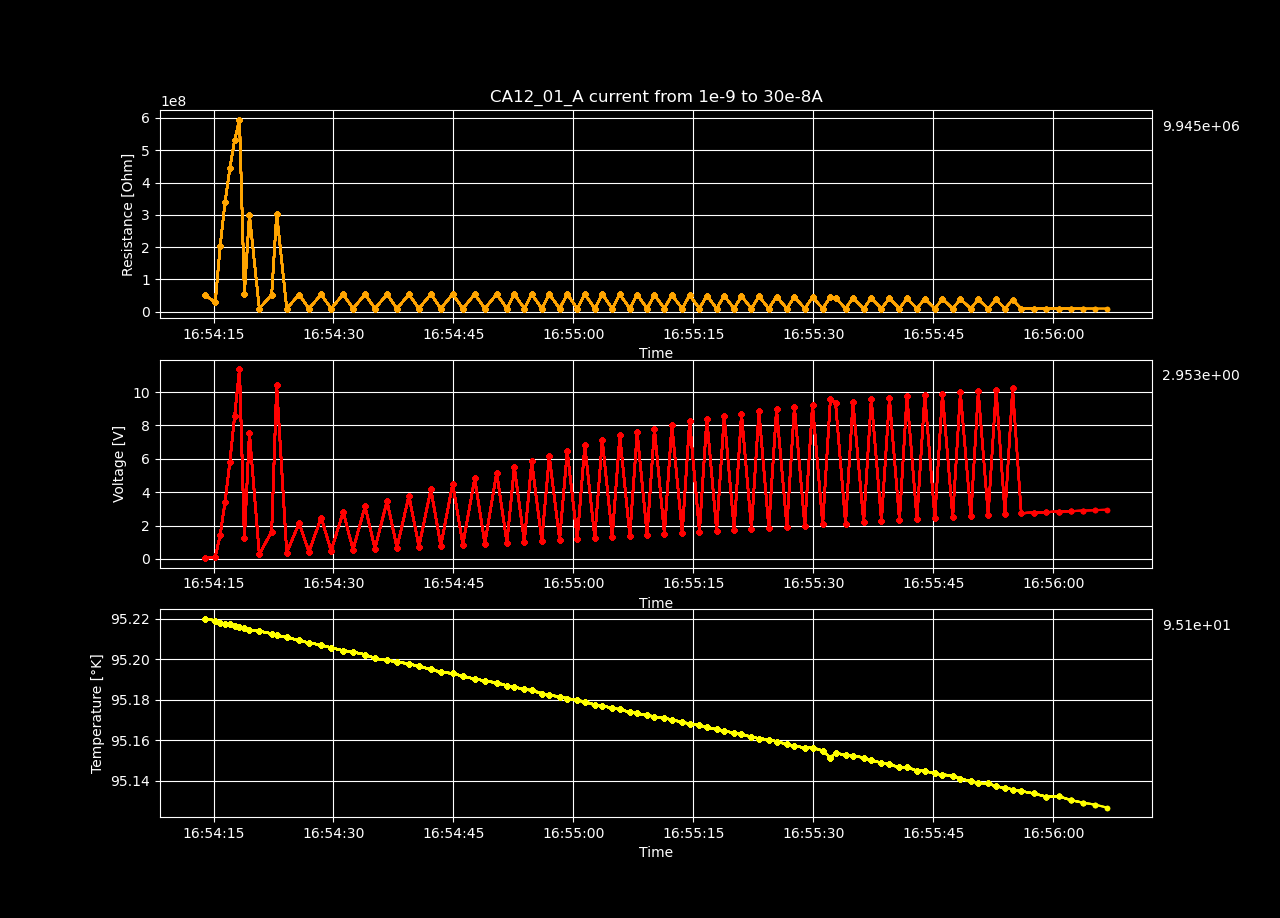 CA12_01_A current from 1e-9 to 30e-8A
1e8
9.945e+06
Resistance [Ohm]
6
5
4
3
2
1
0
16:54:15 16:54:30 16:54:45 16:55:00 16:55:15 16:55:30 16:55:45 16:56:00
Time
2.953e+00
Voltage [V]
10
8
6
4
2
0
16:54:15 16:54:30 16:54:45 16:55:00 16:55:15 16:55:30 16:55:45 16:56:00
Time
9.51e+01
Temperature [°K]
95.22
95.20
95.18
95.16
95.14
16:54:15 16:54:30 16:54:45 16:55:00 16:55:15 16:55:30 16:55:45 16:56:00
Time